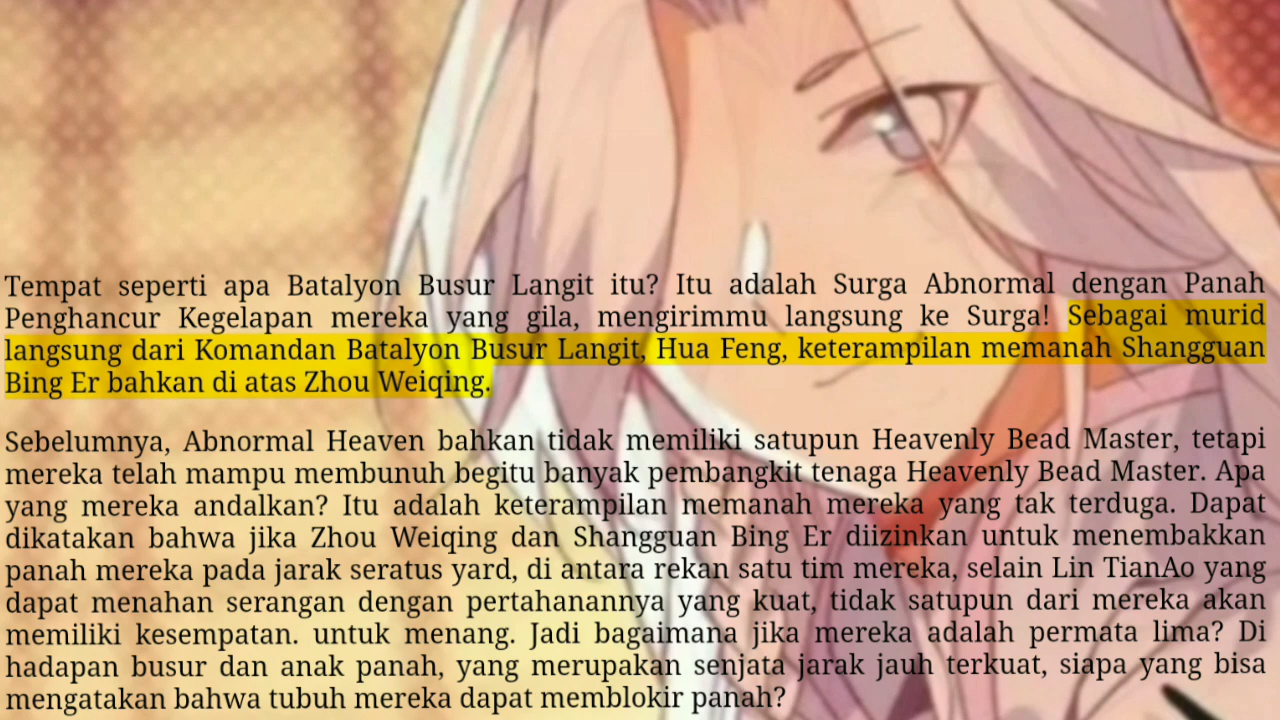 Tempat seperti apa Batalyon Busur Langit itu? Itu adalah Surga Abnormal dengan Panah
Penghancur Kegelapan mereka yang gila, mengirimmu langsung ke Surga! Sebagai murid
langsung dari Komandan Batalyon Busur Langit, Hua Feng, keterampilan memanah Shangguan
Bing Er bahkan di atas Zhou Weiqing.
Sebelumnya, Abnormal Heaven bahkan tidak memiliki satupun Heavenly Bead Master, tetapi
mereka telah mampu membunuh begitu banyak pembangkit tenaga Heavenly Bead Master. Apa
yang mereka andalkan? Itu adalah keterampilan memanah mereka yang tak terduga. Dapat
dikatakan bahwa jika Zhou Weiqing dan Shangguan Bing Er diizinkan untuk menembakkan
panah mereka pada jarak seratus yard, di antara rekan satu tim mereka, selain Lin TianAo yang
dapat menahan serangan dengan pertahanannya yang kuat, tidak satupun dari mereka akan
memiliki kesempatan. untuk menang. Jadi bagaimana jika mereka adalah permata lima? Di
hadapan busur dan anak panah, yang merupakan senjata jarak jauh terkuat, siapa yang bisa
mengatakan bahwa tubuh mereka dapat memblokir panah?